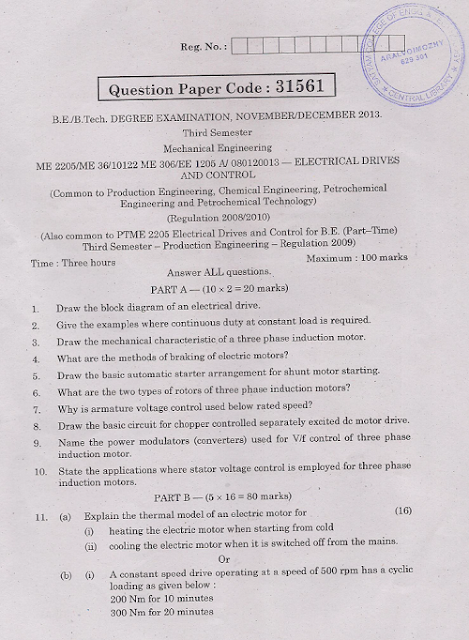 Reg. No. :
SATYAM COLLEGE OF ENGG
ARALVOIMOZHY
629 301
CENTRAL LIBRARY
Question Paper Code : 31561
B.E./B.Tech. DEGREE EXAMINATION, NOVEMBER/DECEMBER 2013.
Third Semester
Mechanical Engineering
ME 2205/ME 36/10122 ME 306/EE 1205 A/ 080120013 — ELECTRICAL DRIVES
AND CONTROL
(Common to Production Engineering, Chemical Engineering, Petrochemical
Engineering and Petrochemical Technology)
(Regulation 2008/2010)
(Also common to PTME 2205 Electrical Drives and Control for B.E. (Part–Time)
Third Semester – Production Engineering – Regulation 2009)
Time : Three hours Maximum : 100 marks
Answer ALL questions.
PART A — (10 × 2 = 20 marks)
1. Draw the block diagram of an electrical drive.
2. Give the examples where continuous duty at constant load is required.
3. Draw the mechanical characteristic of a three phase induction motor.
4. What are the methods of braking of electric motors?
5. Draw the basic automatic starter arrangement for shunt motor starting.
6. What are the two types of rotors of three phase induction motors?
7. Why is armature voltage control used below rated speed?
8. Draw the basic circuit for chopper controlled separately excited dc motor drive.
9. Name the power modulators (converters) used for V/f control of three phase
induction motor.
10. State the applications where stator voltage control is employed for three phase
induction motors.
PART B — (5 × 16 = 80 marks)
11. (a) Explain the thermal model of an electric motor for (16)
(i) heating the electric motor when starting from cold
(ii) cooling the electric motor when it is switched off from the mains.
Or
(b) (i) A constant speed drive operating at a speed of 500 rpm has a cyclic
loading as given below :
200 Nm for 10 minutes
300 Nm for 20 minutes